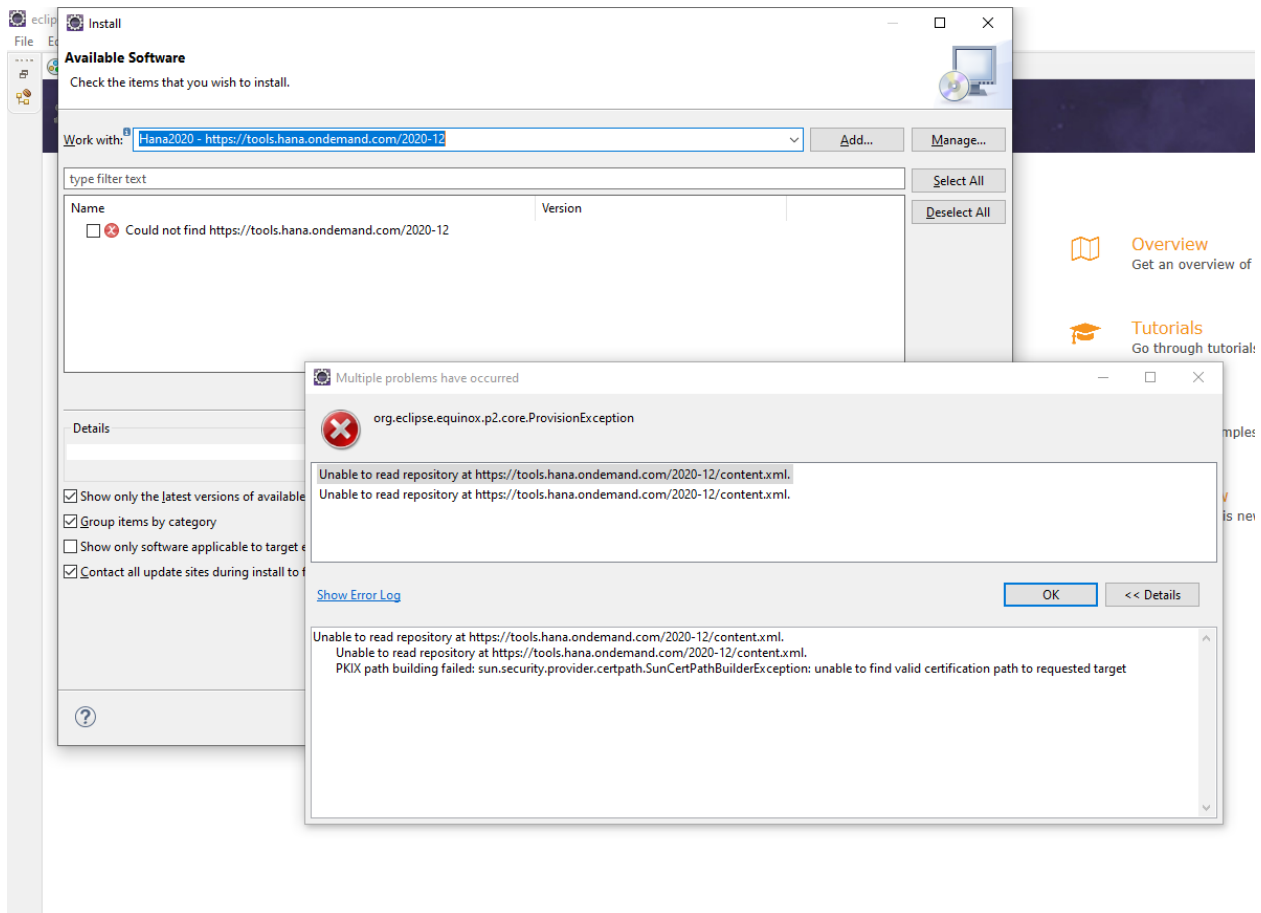 eclip
Install
File Ed
Available Software
Check the items that you wish to install.
Work with: Hana2020 - https://tools.hana.ondemand.com/2020-12 Add... Manage...
type filter text Select All
Name Version Deselect All
Could not find https://tools.hana.ondemand.com/2020-12
Overview
Get an overview of
Tutorials
Go through tutorials
Multiple problems have occurred
org.eclipse.equinox.p2.core.ProvisionException
Details
mples
Unable to read repository at https://tools.hana.ondemand.com/2020-12/content.xml.
Unable to read repository at https://tools.hana.ondemand.com/2020-12/content.xml.
Show only the latest versions of available
Group items by category
is new
Show only software applicable to target e
Contact all update sites during install to f
Show Error Log OK << Details
Unable to read repository at https://tools.hana.ondemand.com/2020-12/content.xml.
Unable to read repository at https://tools.hana.ondemand.com/2020-12/content.xml.
PKIX path building failed: sun.security.provider.certpath.SunCertPathBuilderException: unable to find valid certification path to requested target
?